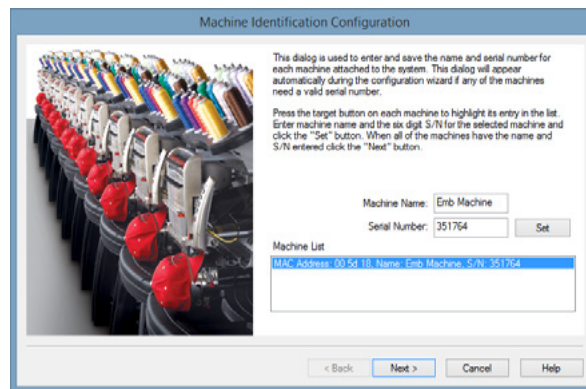 Machine Identification Configuration
This dialog is used to enter and save the name and serial number for
each machine attached to the system. This dialog will appear
automatically during the configuration wizard if any of the machines
need a valid serial number.
Press the target button on each machine to highlight its entry in the list.
Enter machine name and the six digit S/N for the selected machine and
click the "Set" button. When all of the machines have the name and
S/N entered click the "Next" button.
Machine Name: Emb Machine
Serial Number: 351764 Set
Machine List
MAC Address: 00 5d 18, Name: Emb Machine, S/N: 351764
< Back Next > Cancel Help